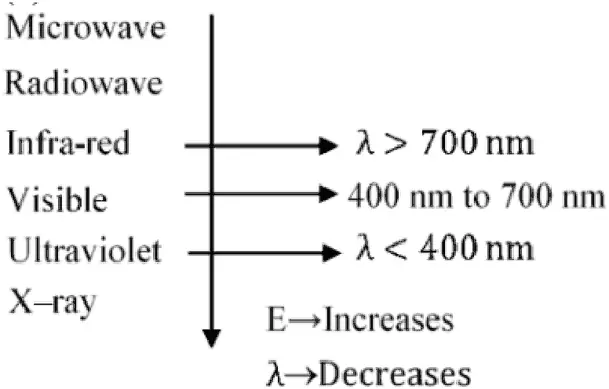 Microwave
Radiowave
Infra-red λ > 700 nm
Visible 400 nm to 700 nm
Ultraviolet λ < 400 nm
X–ray
E→Increases
λ→Decreases